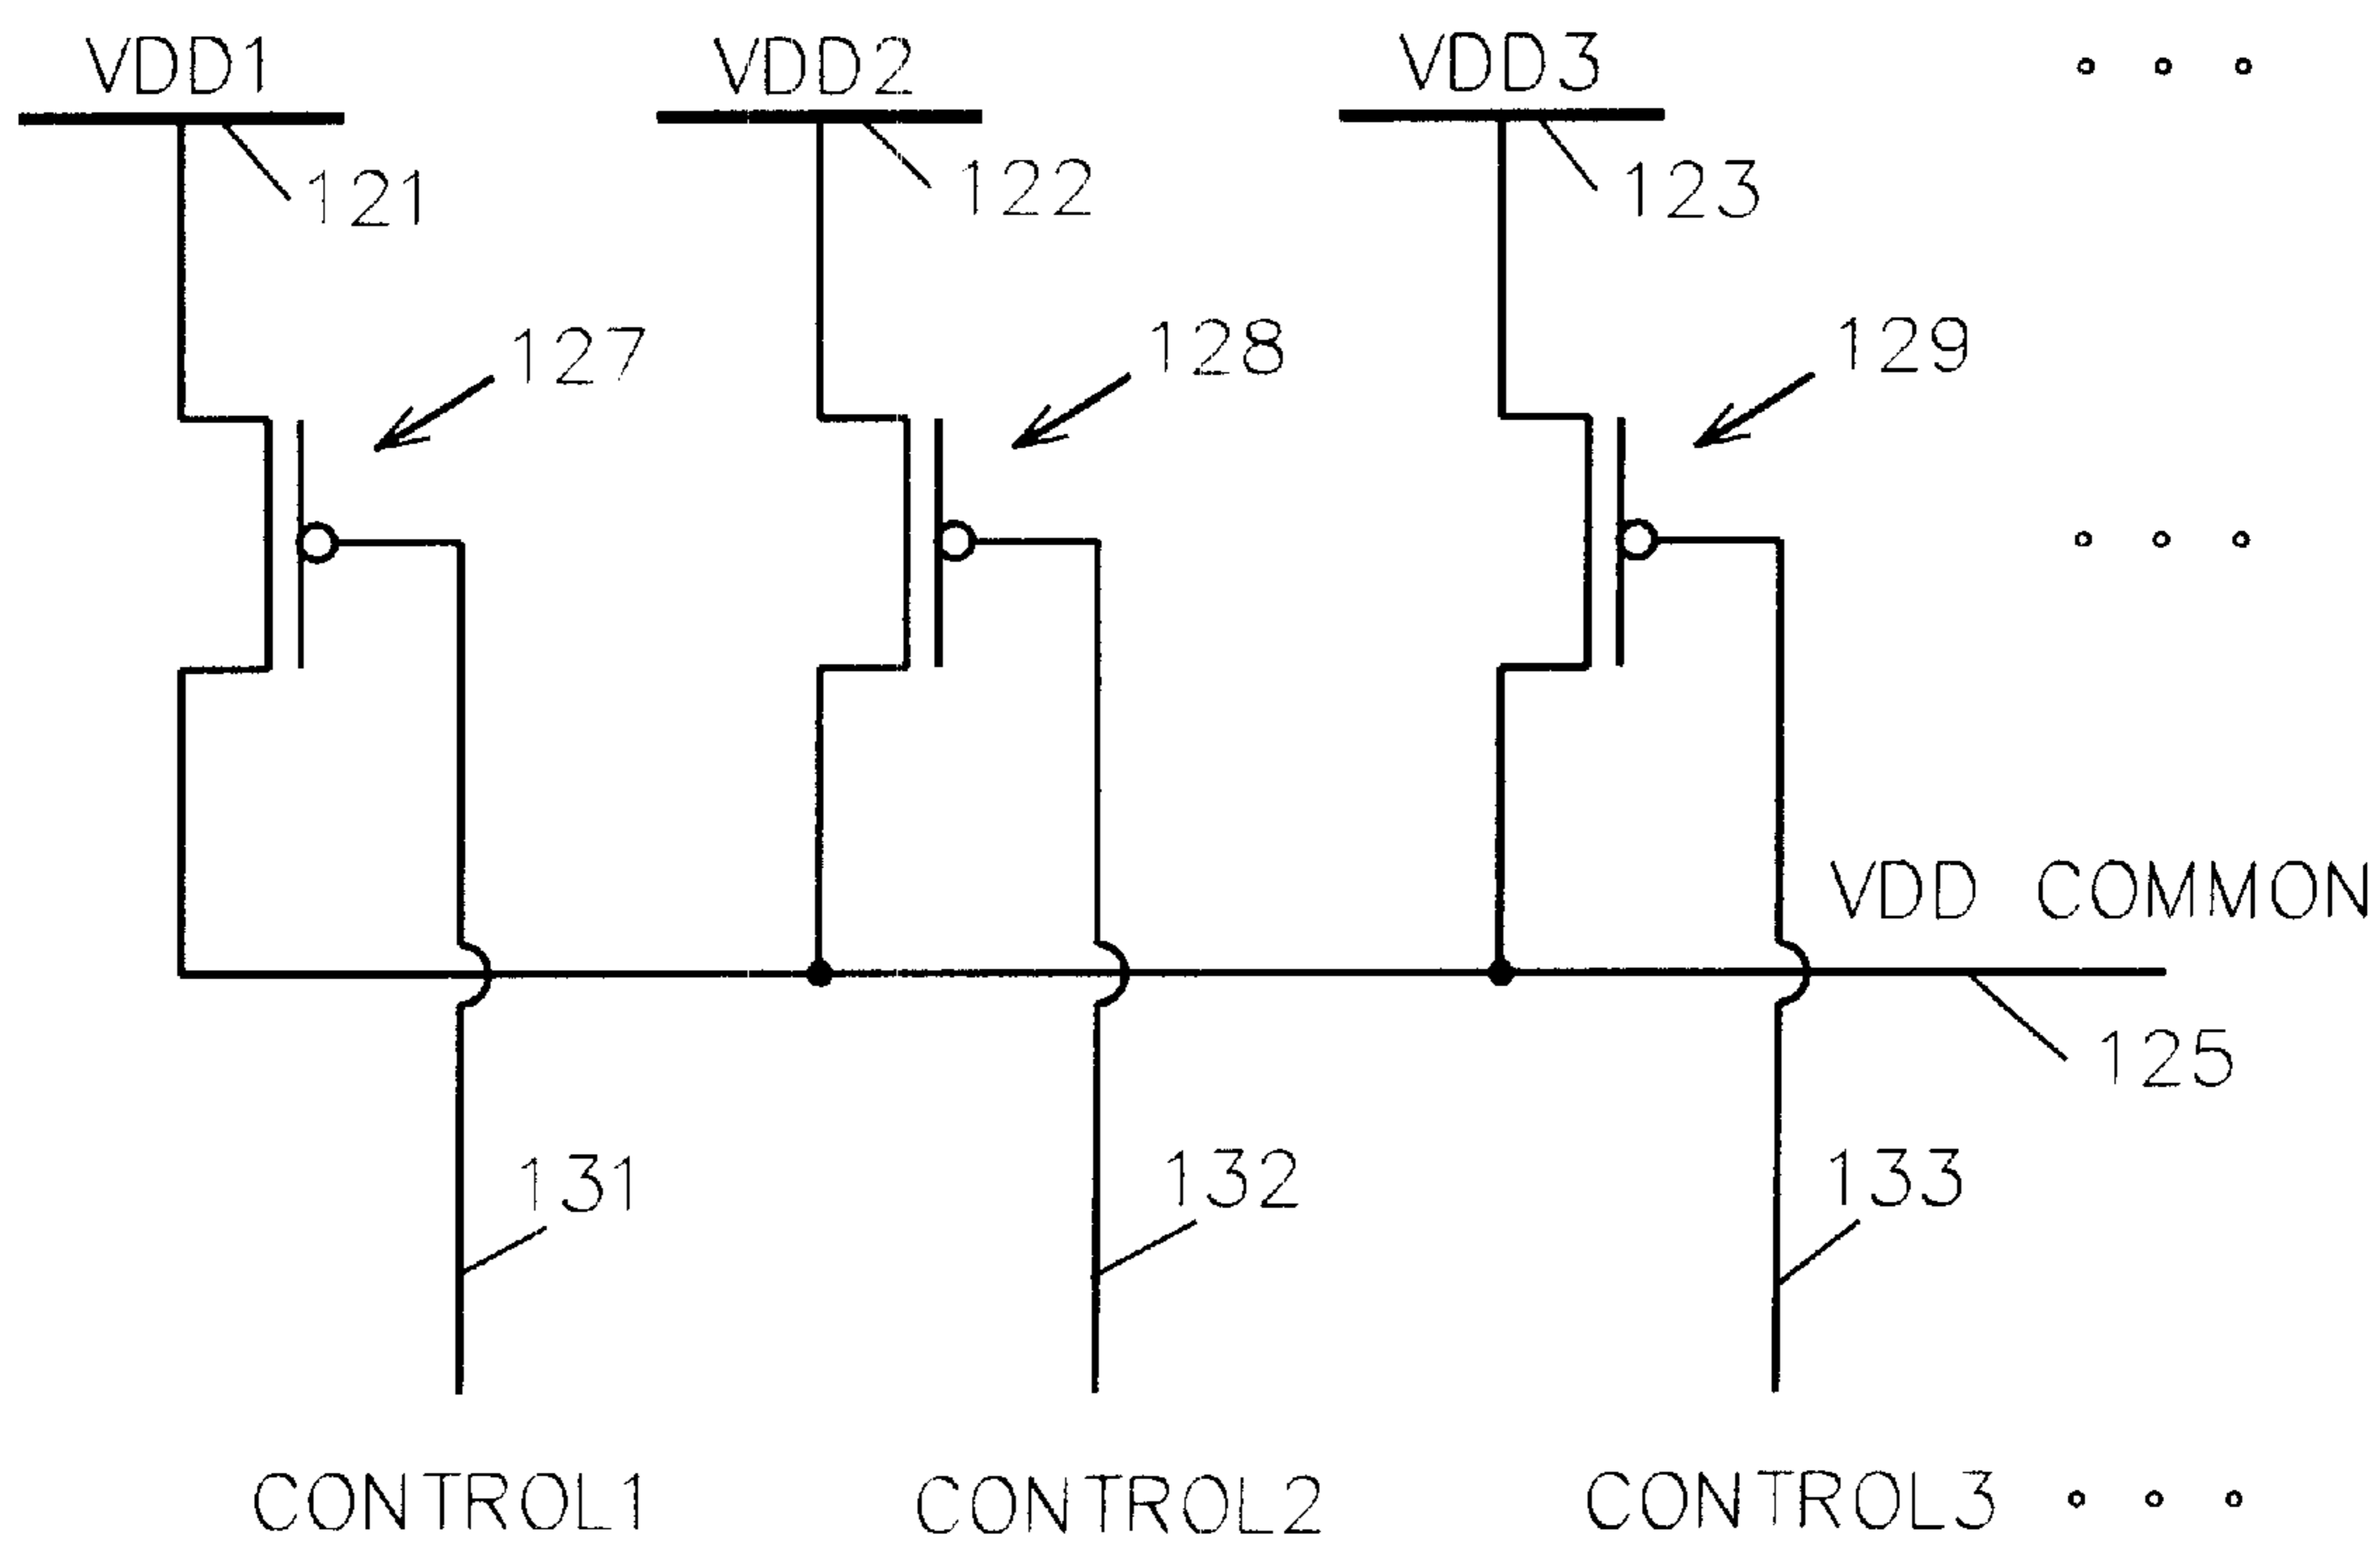 VDD1 VDD2 VDD3
121 122 123
127 128 129
VDD COMMON
125
131 132 133
CONTROL1 CONTROL2 CONTROL3